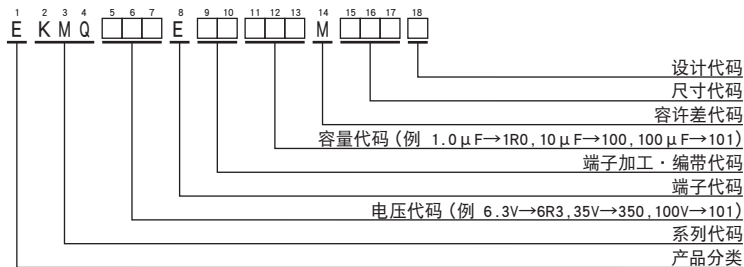 1 2 3 4 5 6 7 8 9 10 11 12 13 14 15 16 17 18
E K M Q □□□ E □□ □□□ M □□□ □
设计代码
尺寸代码
容许差代码
容量代码(例 1.0μF→1R0,10μF→100,100μF→101)
端子加工·编带代码
端子代码
电压代码(例 6.3V→6R3,35V→350,100V→101)
系列代码
产品分类